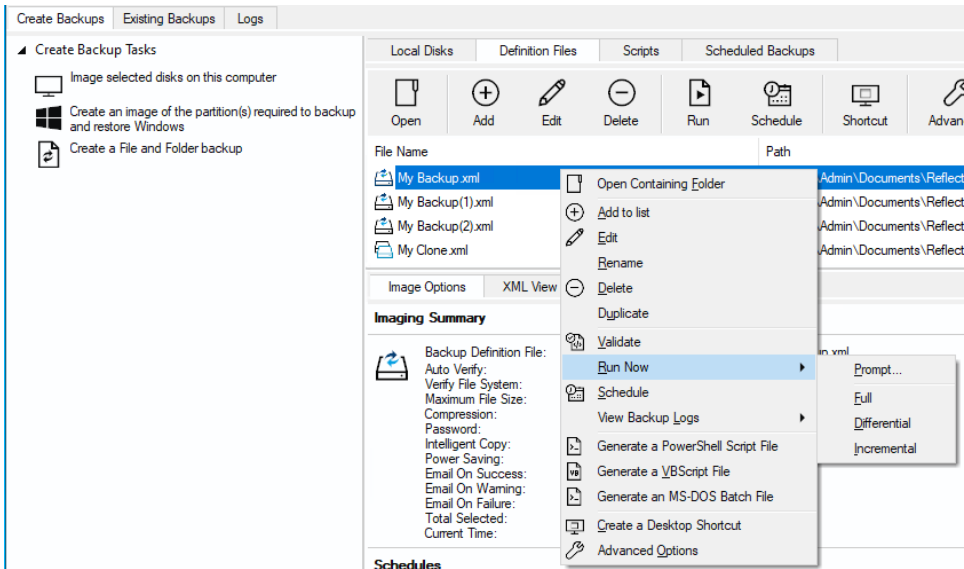 Create Backups Existing Backups Logs
Create Backup Tasks
Image selected disks on this computer
Create an image of the partition(s) required to backup
and restore Windows
Create a File and Folder backup
Local Disks Definition Files Scripts Scheduled Backups
Open Add Edit Delete Run Schedule Shortcut Advan
File Name Path
My Backup.xml Admin\Documents\Reflect
My Backup(1).xml Admin\Documents\Reflect
My Backup(2).xml Admin\Documents\Reflect
My Clone.xml Admin\Documents\Reflect
Open Containing Folder
Add to list
Edit
Rename
Delete
Duplicate
Validate
Run Now
Schedule
View Backup Logs
Generate a PowerShell Script File
Generate a VBScript File
Generate an MS-DOS Batch File
Create a Desktop Shortcut
Advanced Options
Prompt...
Full
Differential
Incremental
Image Options XML View
Imaging Summary
Backup Definition File: up.xml
Auto Verify:
Verify File System:
Maximum File Size:
Compression:
Password:
Intelligent Copy:
Power Saving:
Email On Success:
Email On Warning:
Email On Failure:
Total Selected:
Current Time:
Schedules